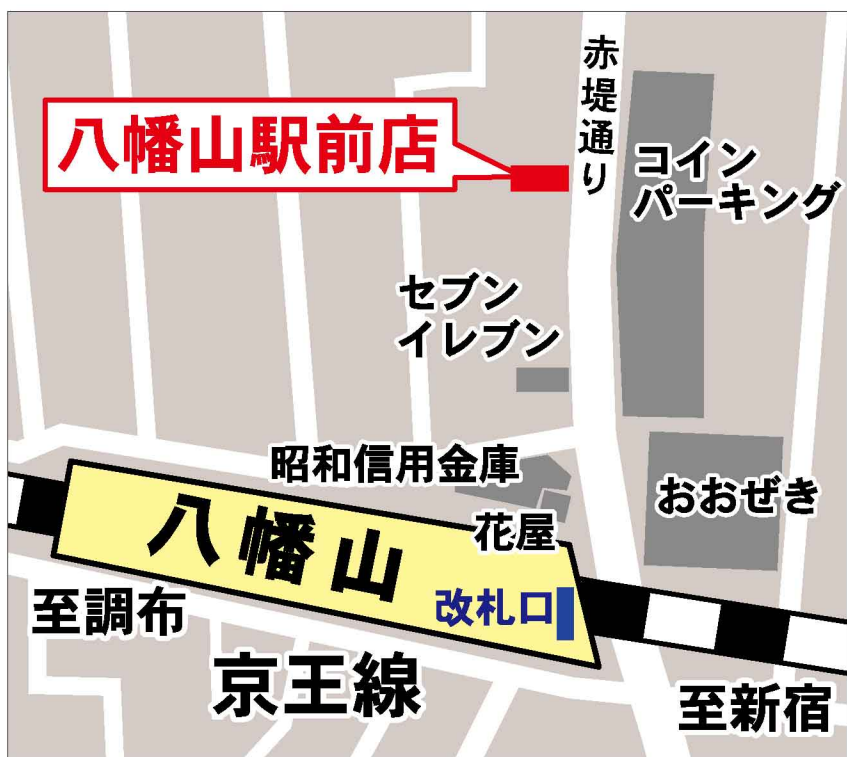 赤堤通り
八幡山駅前店
コイン
パーキング
セブン
イレブン
昭和信用金庫
おおぜき
花屋
八幡山
改札口
至調布
京王線
至新宿